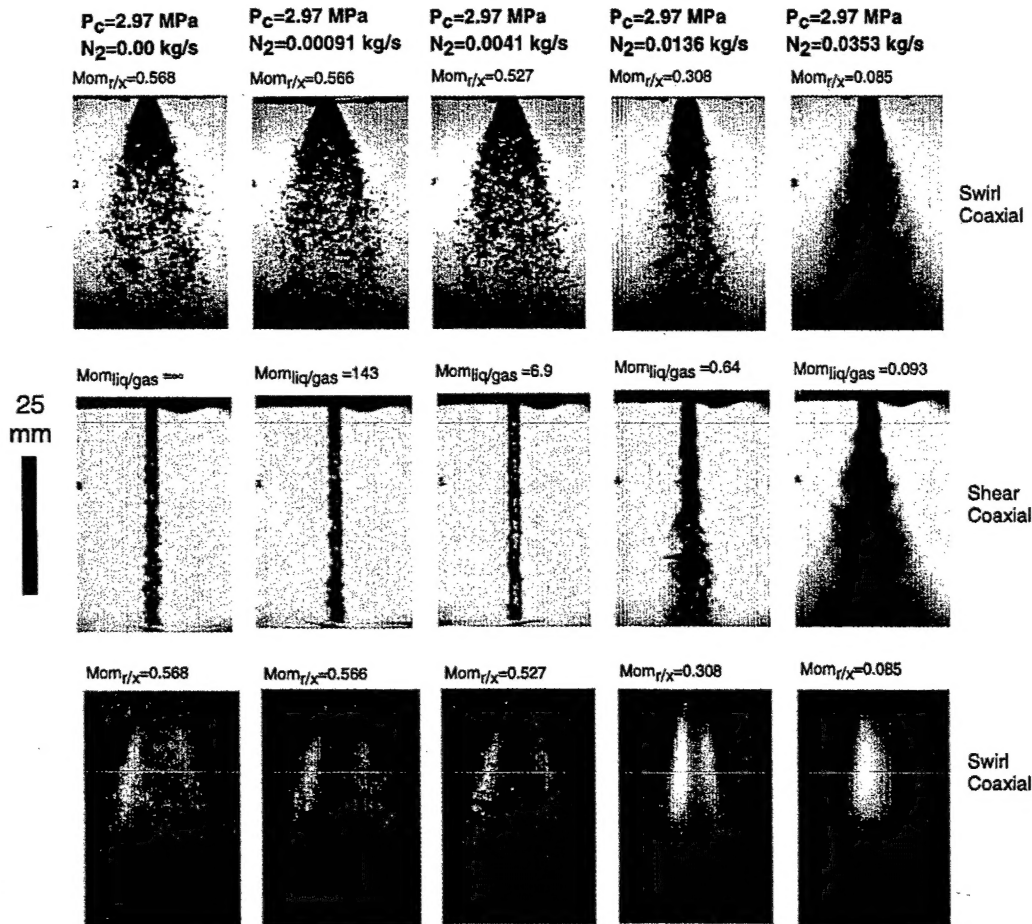 Pc=2.97 MPa Pc=2.97 MPa Pc=2.97 MPa Pc=2.97 MPa Pc=2.97 MPa
N2=0.00 kg/s N2=0.00091 kg/s N2=0.0041 kg/s N2=0.0136 kg/s N2=0.0353 kg/s
Momr/x=0.568 Momr/x=0.566 Momr/x=0.527 Momr/x=0.308 Momr/x=0.085
Swirl
Coaxial
Momliq/gas =∞ Momliq/gas =143 Momliq/gas =6.9 Momliq/gas =0.64 Momliq/gas =0.093
25
mm
Shear
Coaxial
Momr/x=0.568 Momr/x=0.566 Momr/x=0.527 Momr/x=0.308 Momr/x=0.085
Swirl
Coaxial